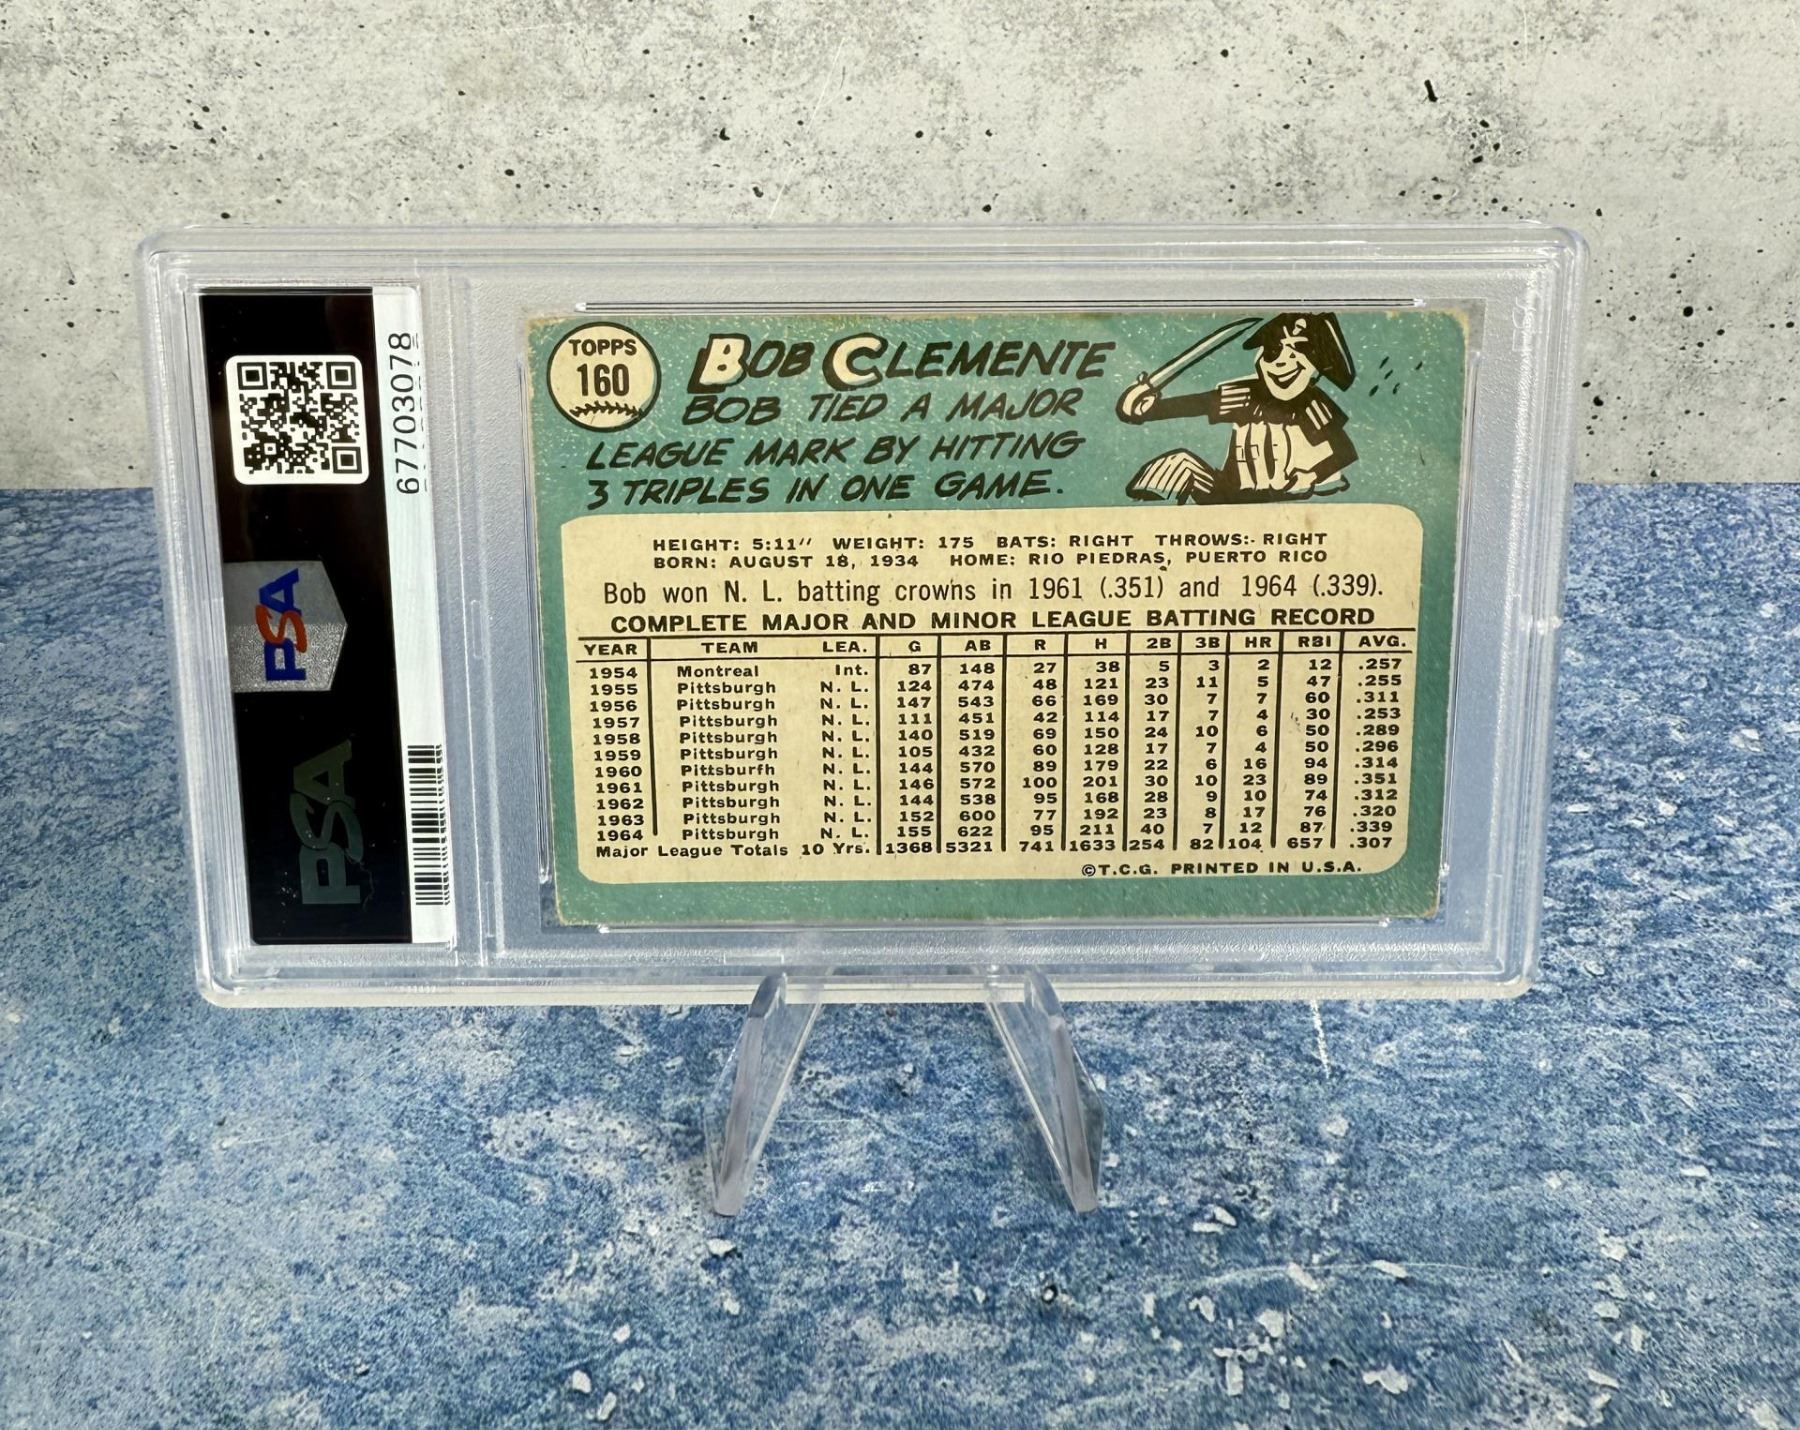 67703078
PSA
PSA
TOPPS
160
BOB CLEMENTE
BOB TIED A MAJOR
LEAGUE MARK BY HITTING
3 TRIPLES IN ONE GAME.
HEIGHT: 5:11" WEIGHT: 175 BATS: RIGHT THROWS:- RIGHT
BORN: AUGUST 18, 1934 HOME: RIO PIEDRAS, PUERTO RICO
Bob won N. L. batting crowns in 1961 (.351) and 1964 (.339).
COMPLETE MAJOR AND MINOR LEAGUE BATTING RECORD
YEAR TEAM LEA. G AB R H 2B 3B HR RBI AVG.
1954 Montreal Int. 87 148 27 38 5 3 2 12 .257
1955 Pittsburgh N. L. 124 474 48 121 23 11 5 47 .255
1956 Pittsburgh N. L. 147 543 66 169 30 7 7 60 .311
1957 Pittsburgh N. L. 111 451 42 114 17 7 4 30 .253
1958 Pittsburgh N. L. 140 519 69 150 24 10 6 50 .289
1959 Pittsburgh N. L. 105 432 60 128 17 7 4 50 .296
1960 Pittsburfh N. L. 144 570 89 179 22 6 16 94 .314
1961 Pittsburgh N. L. 146 572 100 201 30 10 23 89 .351
1962 Pittsburgh N. L. 144 538 95 168 28 9 10 74 .312
1963 Pittsburgh N. L. 152 600 77 192 23 8 17 76 .320
1964 Pittsburgh N. L. 155 622 95 211 40 7 12 87 .339
Major League Totals 10 Yrs. 1368 5321 741 1633 254 82 104 657 .307
©T.C.G. PRINTED IN U.S.A.